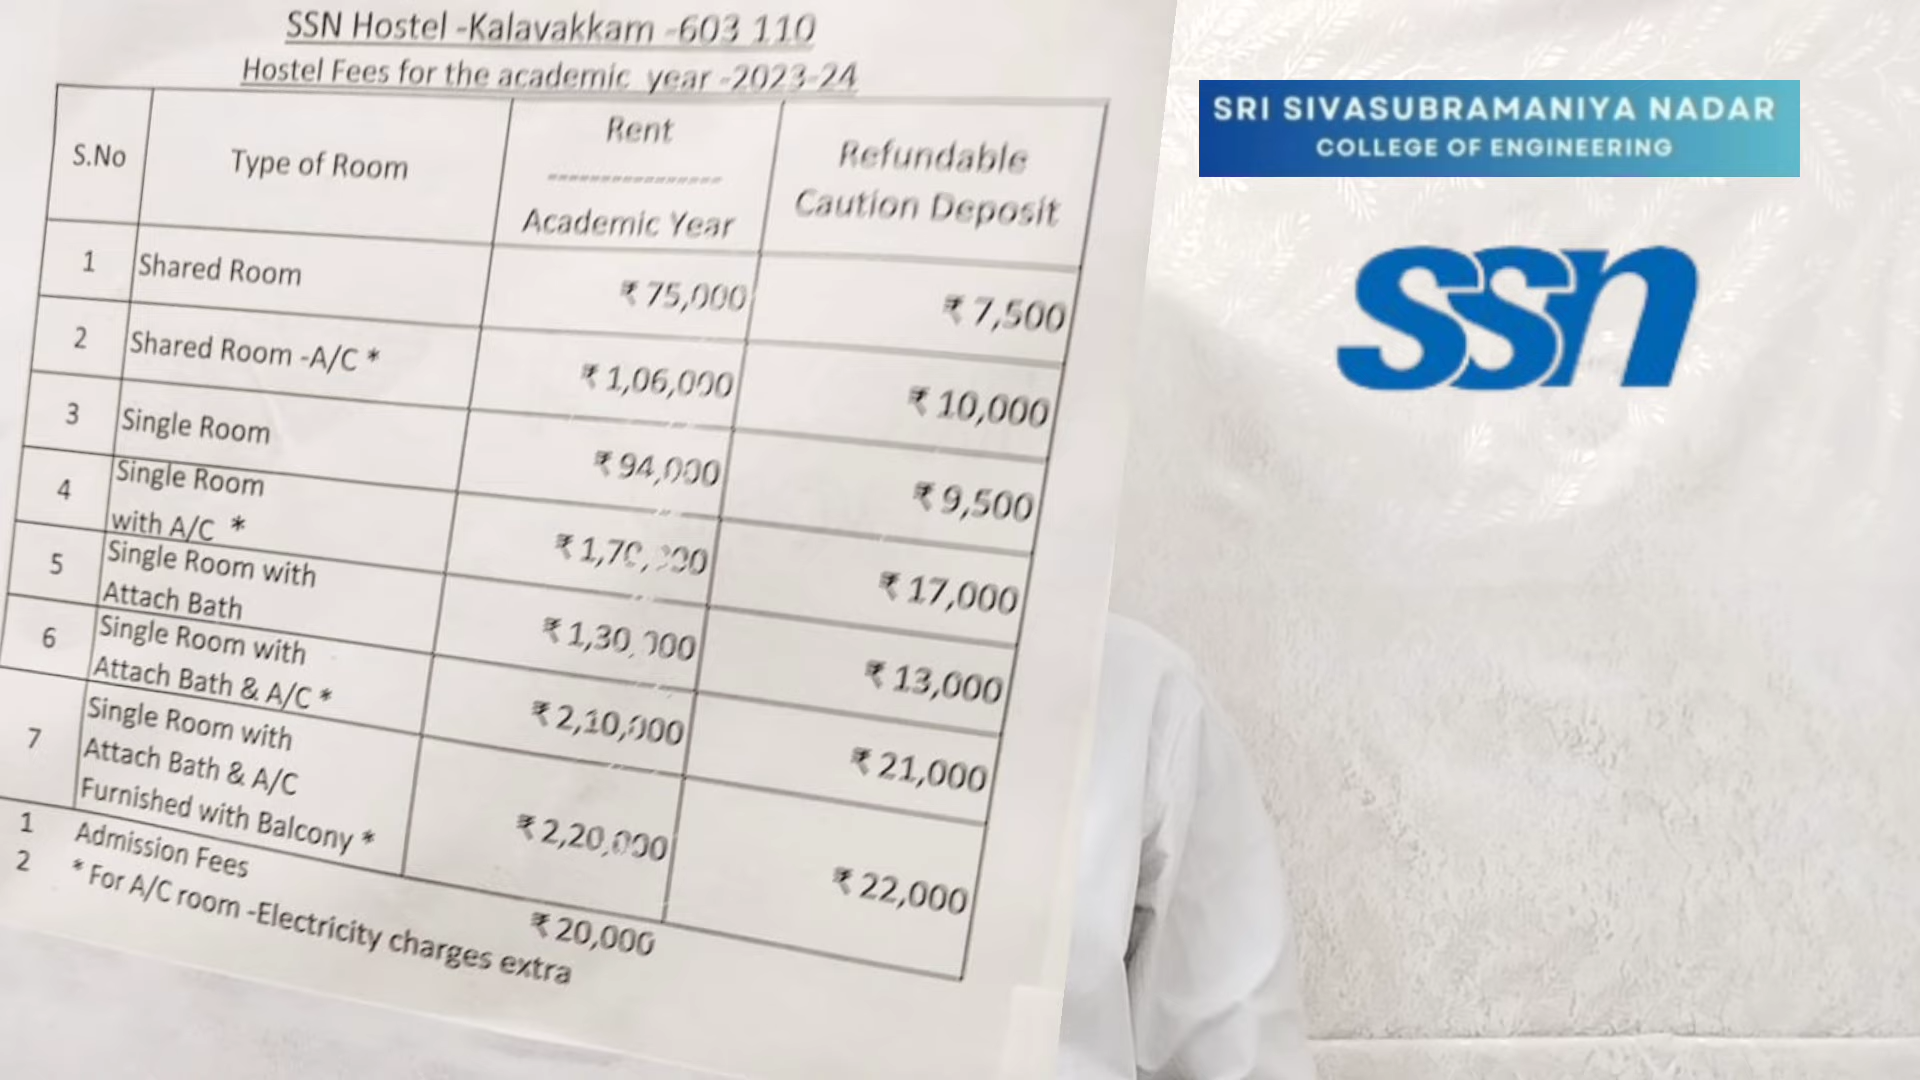 SSN Hostel -Kalavakkam -603 110
Hostel Fees for the academic year -2023-24
S.No Type of Room Rent --------------- Academic Year Refundable Caution Deposit
1 Shared Room ₹ 75,000 ₹ 7,500
2 Shared Room -A/C * ₹ 1,06,000 ₹ 10,000
3 Single Room ₹ 94,000 ₹ 9,500
4 Single Room
with A/C * ₹ 17,000
5 Single Room with
Attach Bath ₹ 1,30,000 ₹ 13,000
6 Single Room with
Attach Bath & A/C * ₹ 2,10,000 ₹ 21,000
7 Single Room with
Attach Bath & A/C
Furnished with Balcony * ₹ 2,20,000 ₹ 22,000
1 Admission Fees ₹ 20,000
2 * For A/C room -Electricity charges extra
SRI SIVASUBRAMANIYA NADAR
COLLEGE OF ENGINEERING
ssn